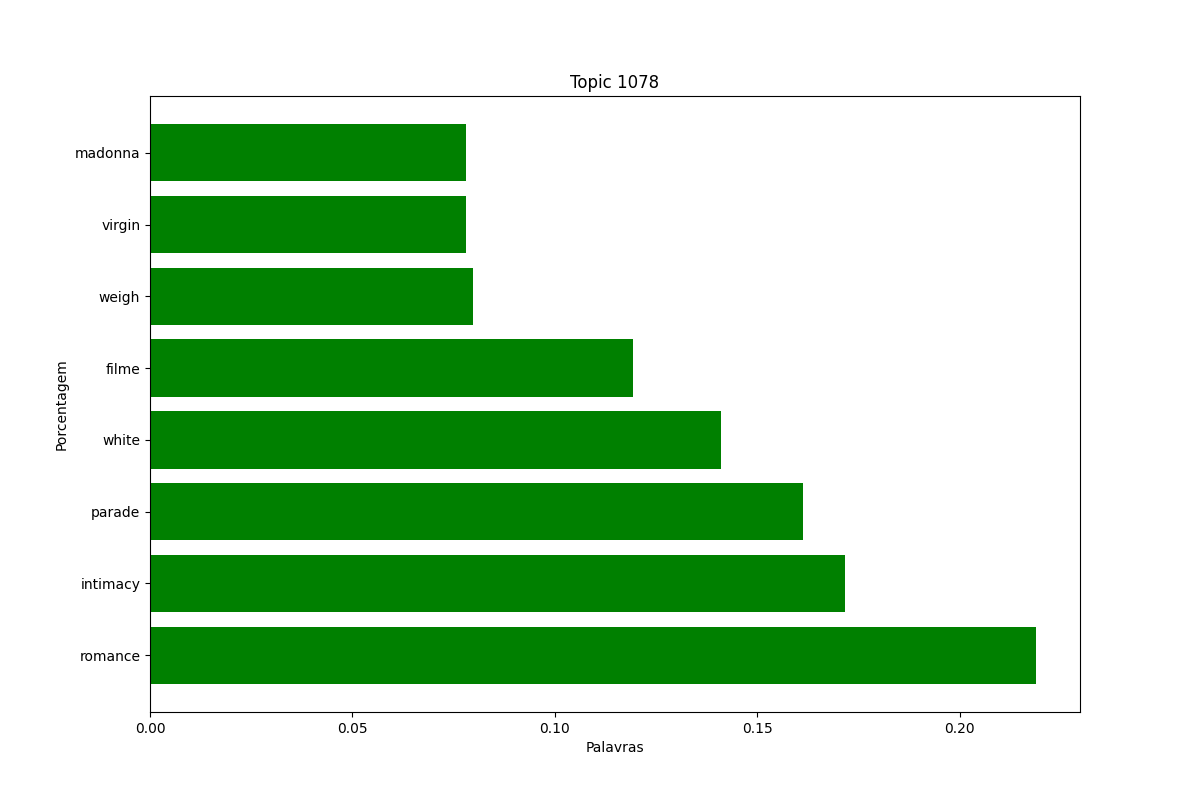 Topic 1078
Porcentagem
madonna
virgin
weigh
filme
white
parade
intimacy
romance
0.00 0.05 0.10 0.15 0.20
Palavras